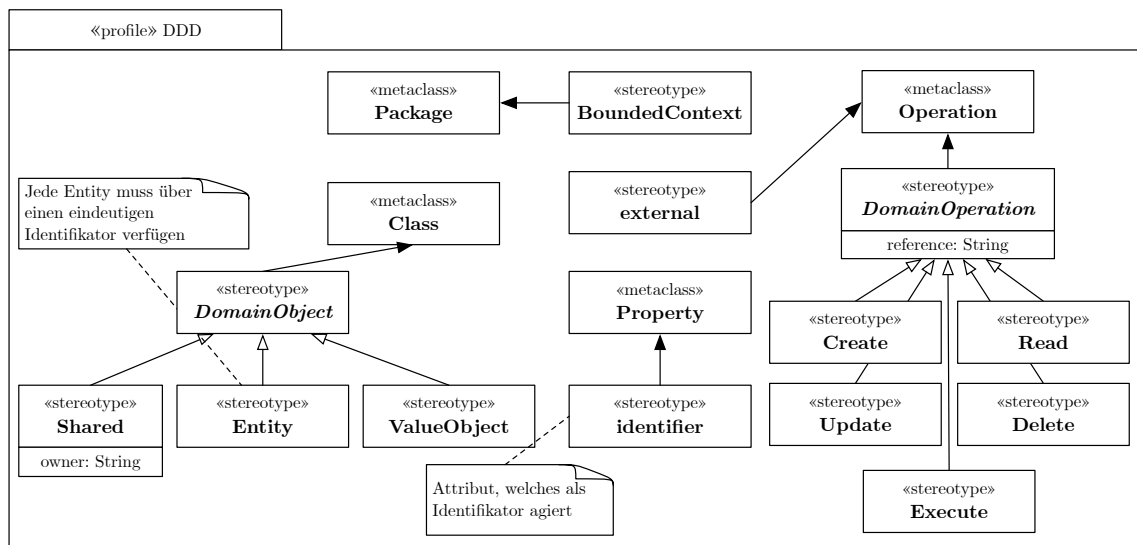 «profile» DDD
«metaclass»
Package
«stereotype»
BoundedContext
«metaclass»
Operation
Jede Entity muss über
einen eindeutigen
Identifikator verfügen
«metaclass»
Class
«stereotype»
external
«stereotype»
DomainOperation
reference: String
«stereotype»
DomainObject
«metaclass»
Property
«stereotype»
Create
«stereotype»
Read
«stereotype»
Shared
owner: String
«stereotype»
Entity
«stereotype»
ValueObject
«stereotype»
identifier
«stereotype»
Update
«stereotype»
Delete
Attribut, welches als
Identifikator agiert
«stereotype»
Execute